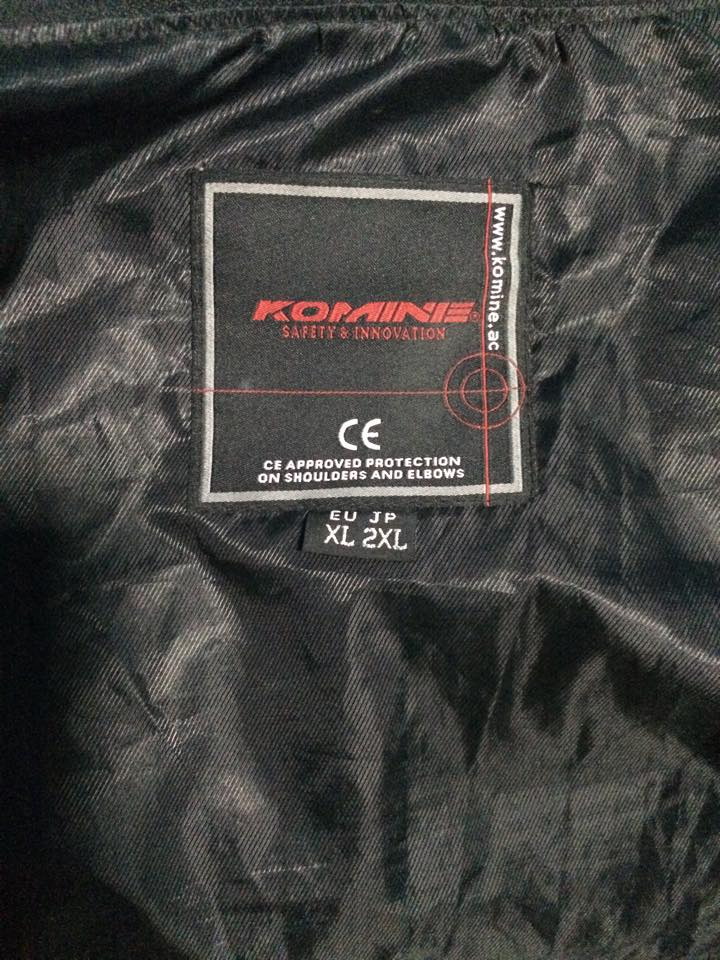 KOMINE®
SAFETY & INNOVATION
www.komine.ac
CE
CE APPROVED PROTECTION
ON SHOULDERS AND ELBOWS
EU JP
XL 2XL